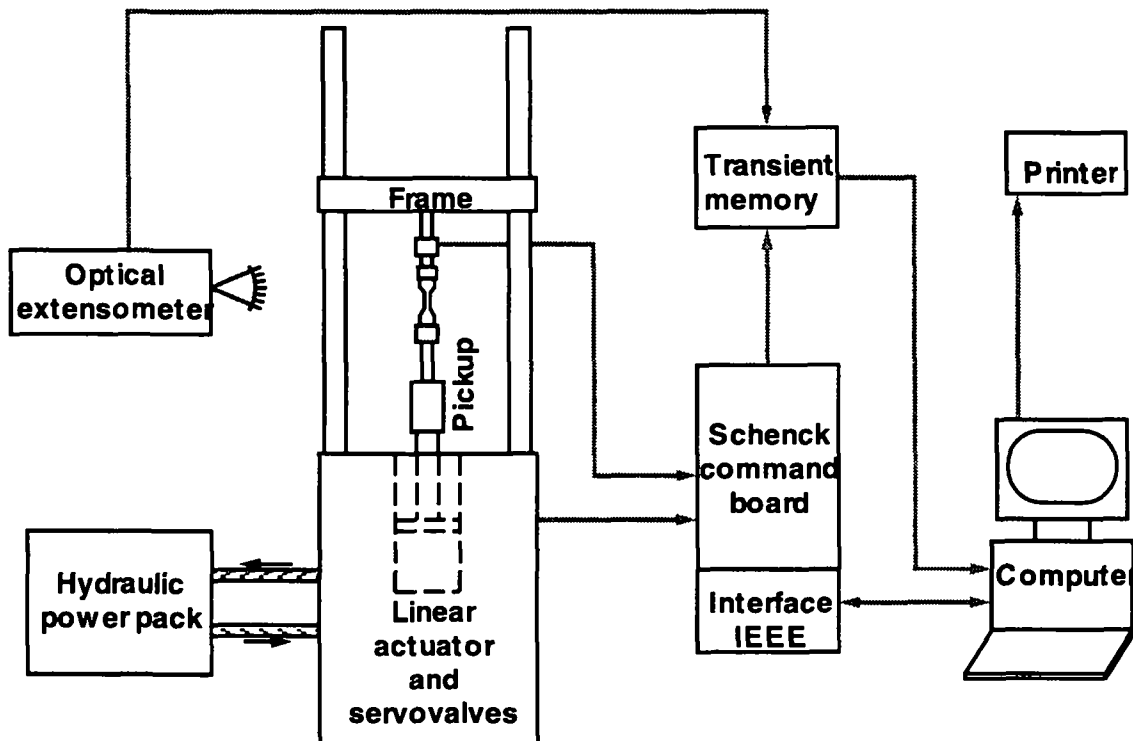 Transient
memory
Printer
Frame
Optical
extensometer
Pickup
Schenck
command
board
Hydraulic
power pack
Linear
actuator
and
servovalves
Interface
IEEE
Computer